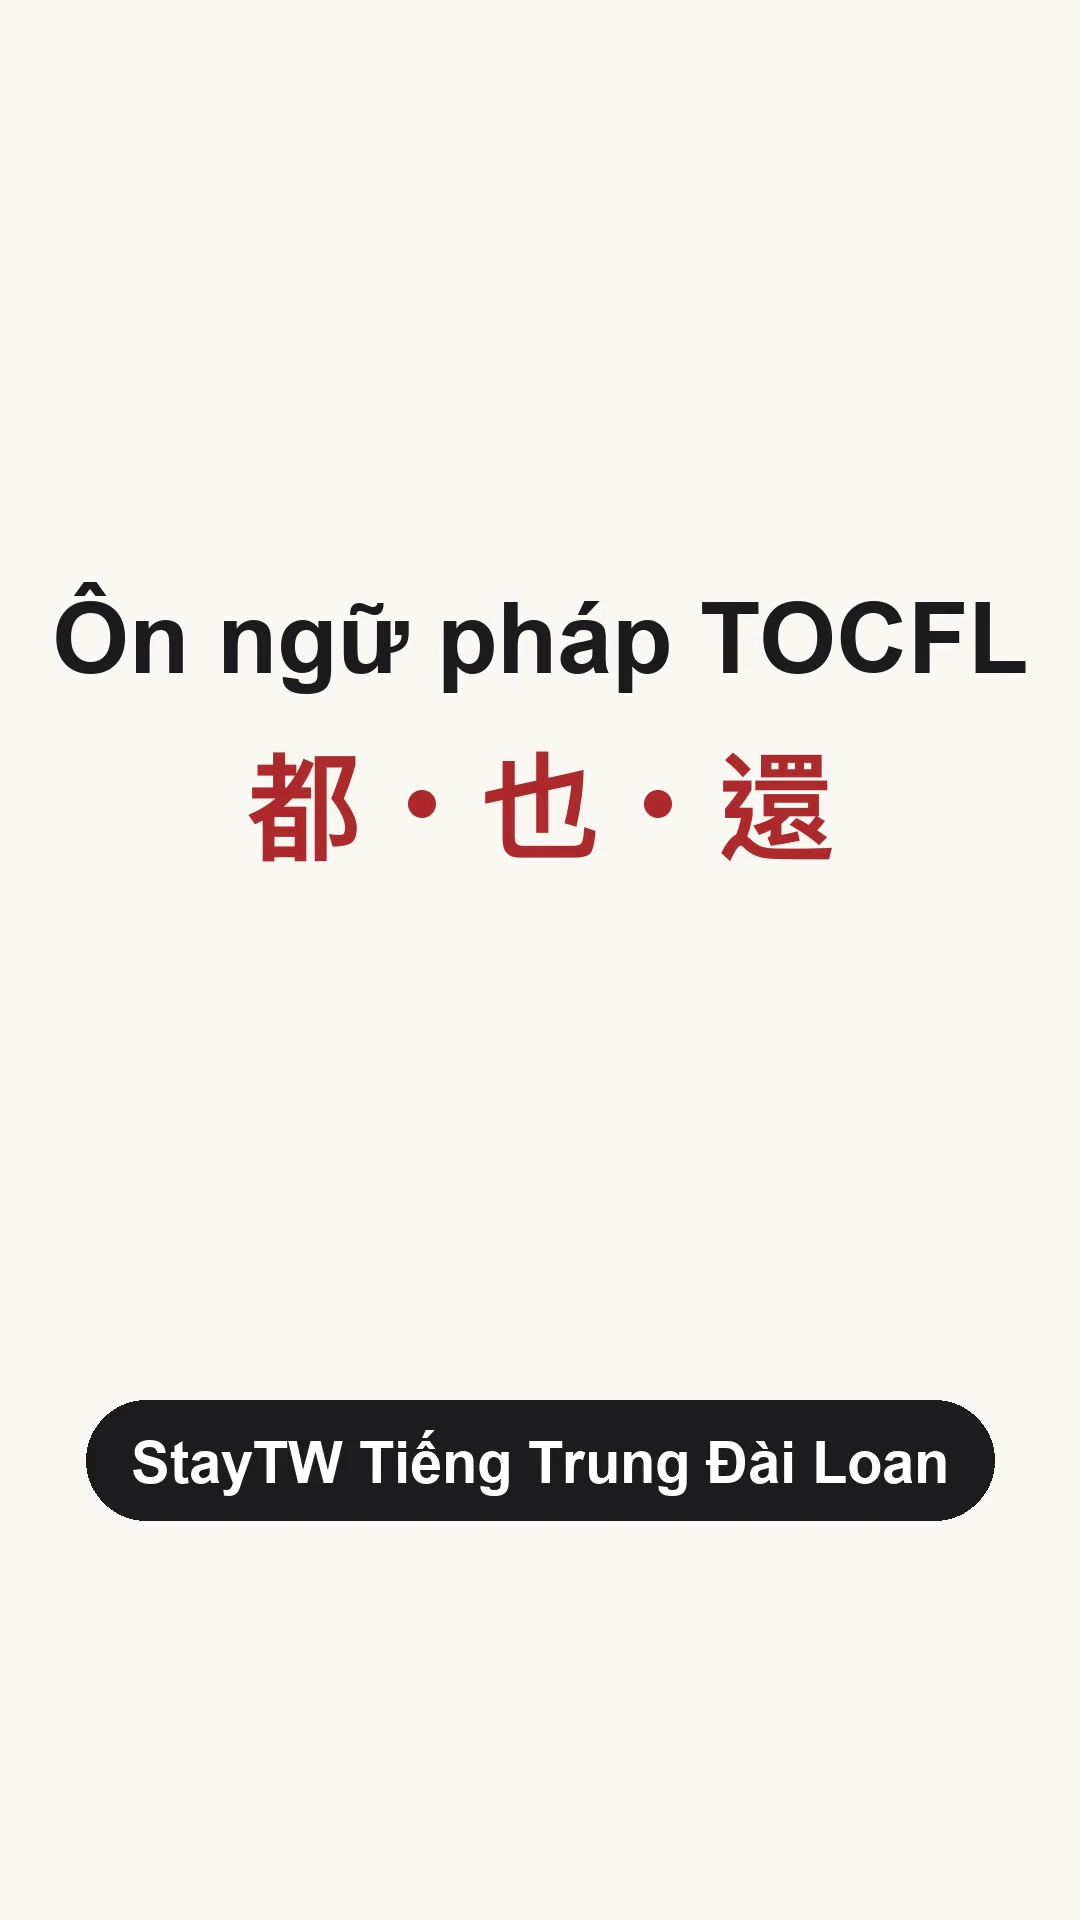 Ôn ngữ pháp TOCFL
都・也・還
StayTW Tiếng Trung Đài Loan